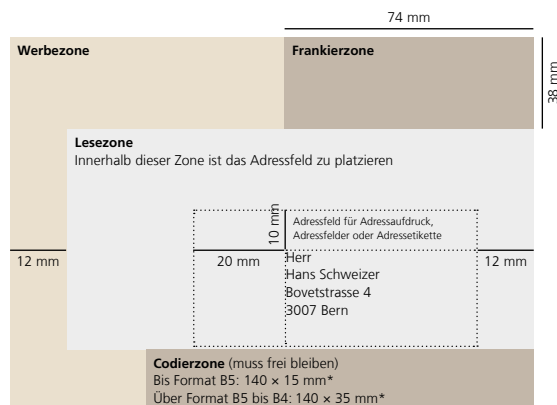 74 mm
Werbezone
Frankierzone
38 mm
Lesezone
Innerhalb dieser Zone ist das Adressfeld zu platzieren
10 mm
Adressfeld für Adressaufdruck,
Adressfelder oder Adressetikette
12 mm
20 mm
12 mm
Herr
Hans Schweizer
Bovetstrasse 4
3007 Bern
Codierzone (muss frei bleiben)
Bis Format B5: 140 × 15 mm*
Über Format B5 bis B4: 140 × 35 mm*